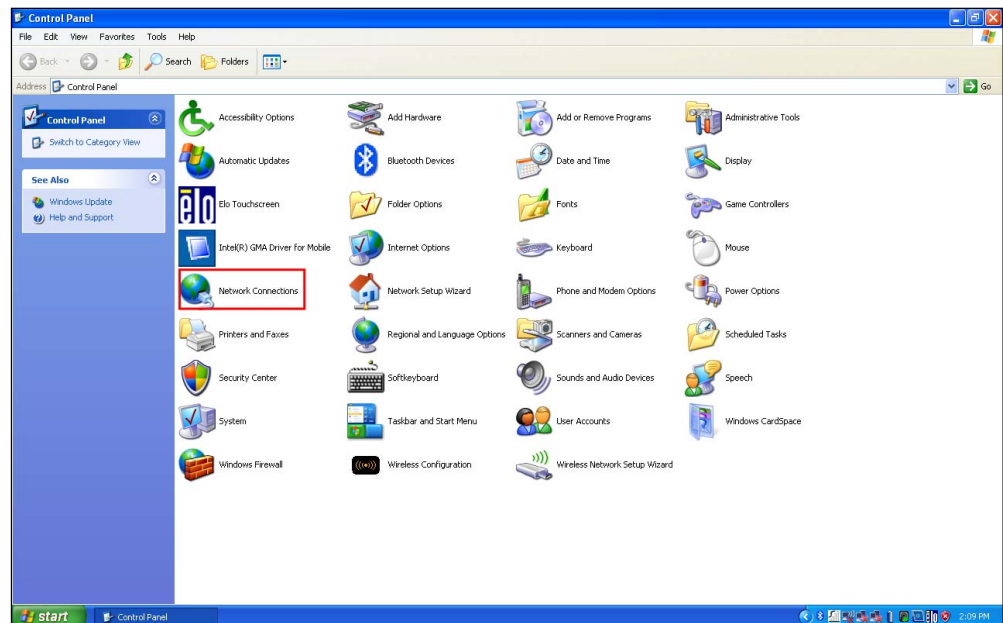 Control Panel
File Edit View Favorites Tools Help
Back Search Folders
Address Control Panel Go
Control Panel
Switch to Category View
See Also
Windows Update
Help and Support
Accessibility Options Add Hardware Add or Remove Programs Administrative Tools
Automatic Updates Bluetooth Devices Date and Time Display
elo Elo Touchscreen Folder Options Fonts Game Controllers
Intel(R) GMA Driver for Mobile Internet Options Keyboard Mouse
Network Connections Network Setup Wizard Phone and Modem Options Power Options
Printers and Faxes Regional and Language Options Scanners and Cameras Scheduled Tasks
Security Center Softkeyboard Sounds and Audio Devices Speech
System Taskbar and Start Menu User Accounts Windows CardSpace
Windows Firewall Wireless Configuration Wireless Network Setup Wizard
start Control Panel 2:09 PM